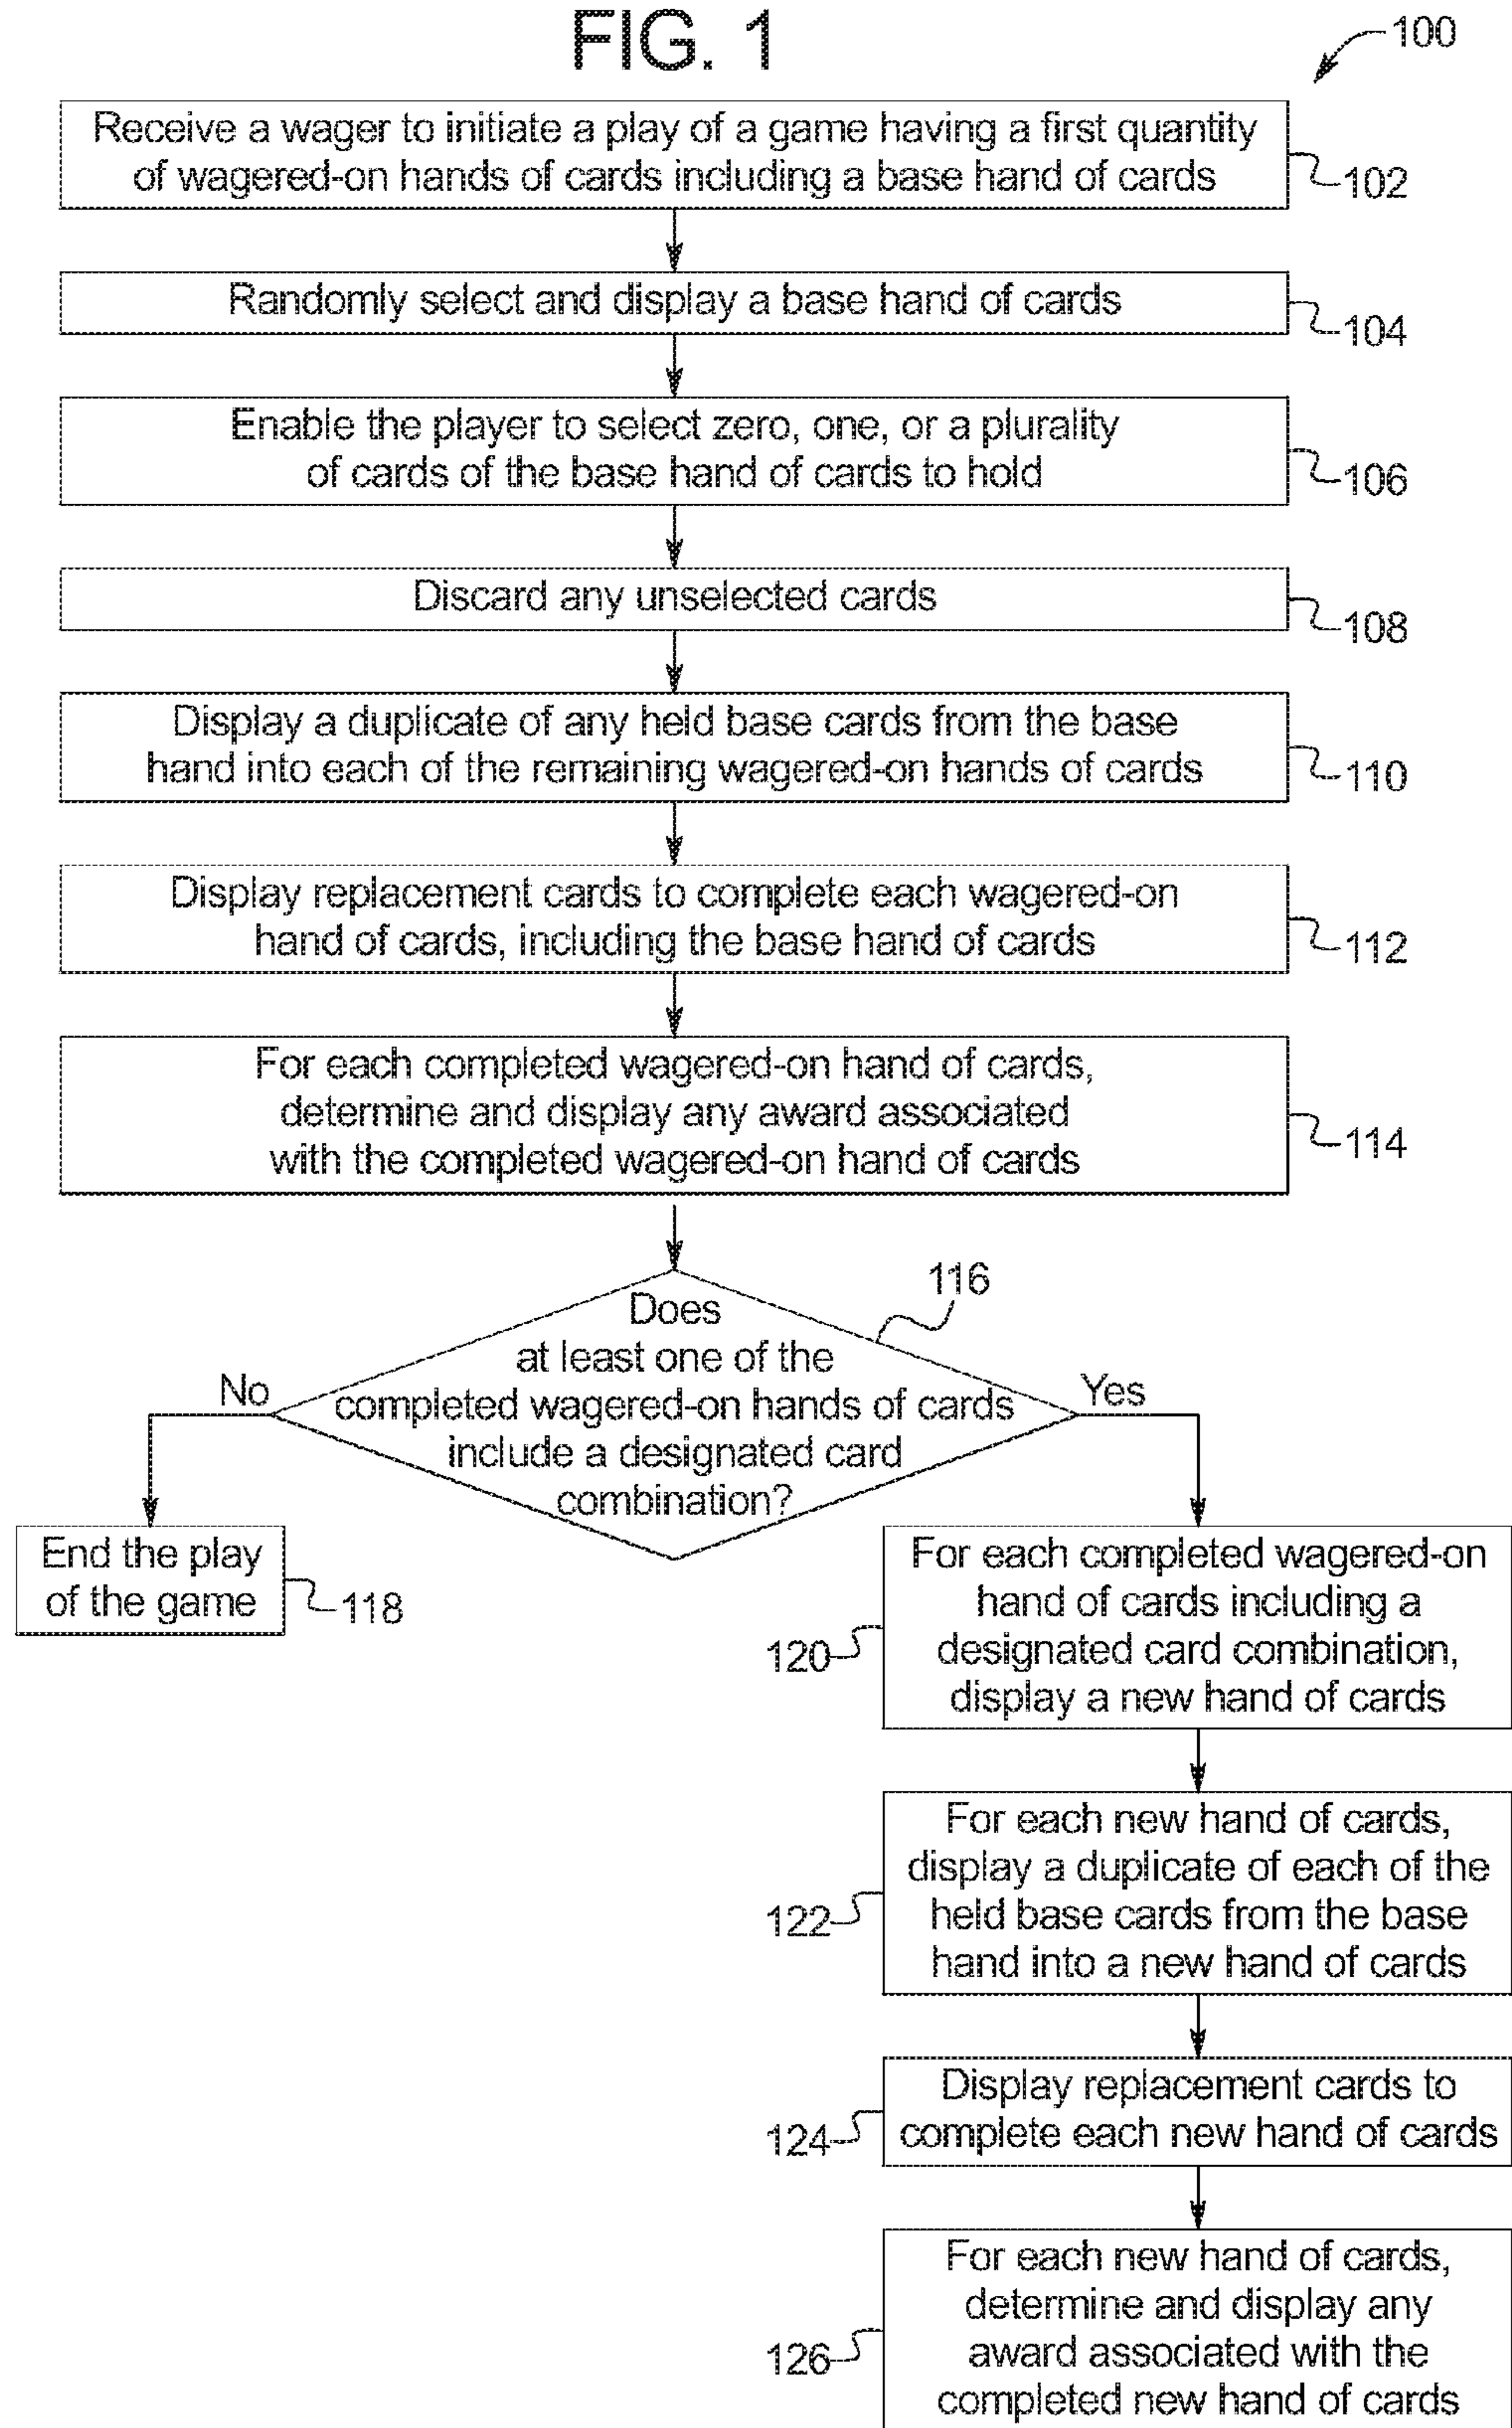 FIG. 1
100
Receive a wager to initiate a play of a game having a first quantity
of wagered-on hands of cards including a base hand of cards
102
Randomly select and display a base hand of cards
104
Enable the player to select zero, one, or a plurality
of cards of the base hand of cards to hold
106
Discard any unselected cards
108
Display a duplicate of any held base cards from the base
hand into each of the remaining wagered-on hands of cards
110
Display replacement cards to complete each wagered-on
hand of cards, including the base hand of cards
112
For each completed wagered-on hand of cards,
determine and display any award associated
with the completed wagered-on hand of cards
114
116
Does
at least one of the
completed wagered-on hands of cards
include a designated card
combination?
No
Yes
End the play
of the game
118
For each completed wagered-on
hand of cards including a
designated card combination,
display a new hand of cards
120
For each new hand of cards,
display a duplicate of each of the
held base cards from the base
hand into a new hand of cards
122
Display replacement cards to
complete each new hand of cards
124
For each new hand of cards,
determine and display any
award associated with the
completed new hand of cards
126